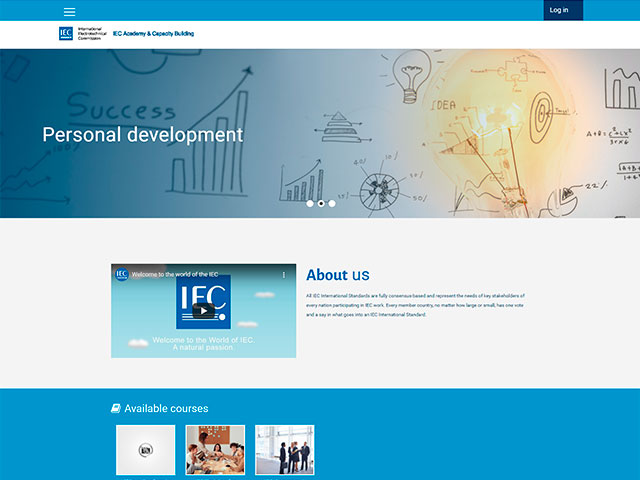 Log in
IEC
International
Electrotechnical
Commission
IEC Academy & Capacity Building
Success
IDEA
Personal development
10%
40%
50%
22%
IEC Welcome to the world of the IEC
IEC
Welcome to the World of IEC.
A natural passion.
About us
All IEC International Standards are fully consensus-based and represent the needs of key stakeholders of
every nation participating in IEC work. Every member country, no matter how large or small, has one vote
and a say in what goes into an IEC International Standard.
Available courses